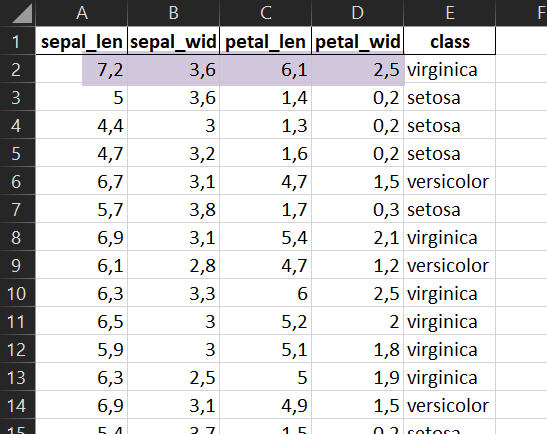 A B C D E F
1 sepal_len sepal_wid petal_len petal_wid class
2 7,2 3,6 6,1 2,5 virginica
3 5 3,6 1,4 0,2 setosa
4 4,4 3 1,3 0,2 setosa
5 4,7 3,2 1,6 0,2 setosa
6 6,7 3,1 4,7 1,5 versicolor
7 5,7 3,8 1,7 0,3 setosa
8 6,9 3,1 5,4 2,1 virginica
9 6,1 2,8 4,7 1,2 versicolor
10 6,3 3,3 6 2,5 virginica
11 6,5 3 5,2 2 virginica
12 5,9 3 5,1 1,8 virginica
13 6,3 2,5 5 1,9 virginica
14 6,9 3,1 4,9 1,5 versicolor
15 5,4 3,7 1,5 0,2 setosa